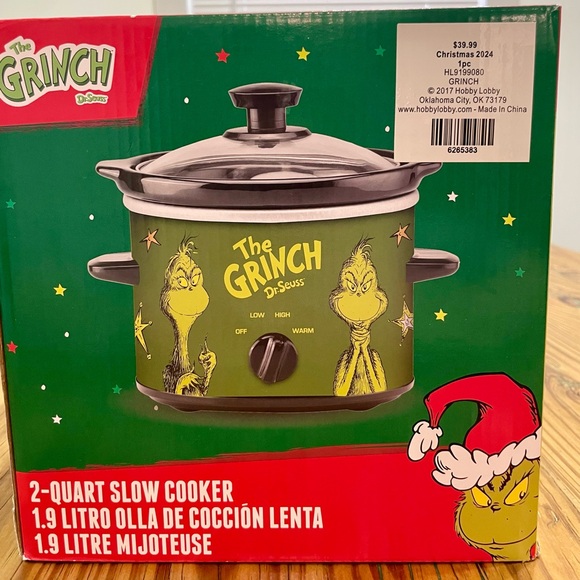 The
GRINCH
Dr. Seuss
$39.99
Christmas 2024
1pc
HL9199080
GRINCH
© 2017 Hobby Lobby
Oklahoma City, OK 73179
www.hobbylobby.com - Made In China
6265383
The
GRINCH
Dr. Seuss
LOW HIGH
OFF WARM
2-QUART SLOW COOKER
1.9 LITRO OLLA DE COCCIÓN LENTA
1.9 LITRE MIJOTEUSE